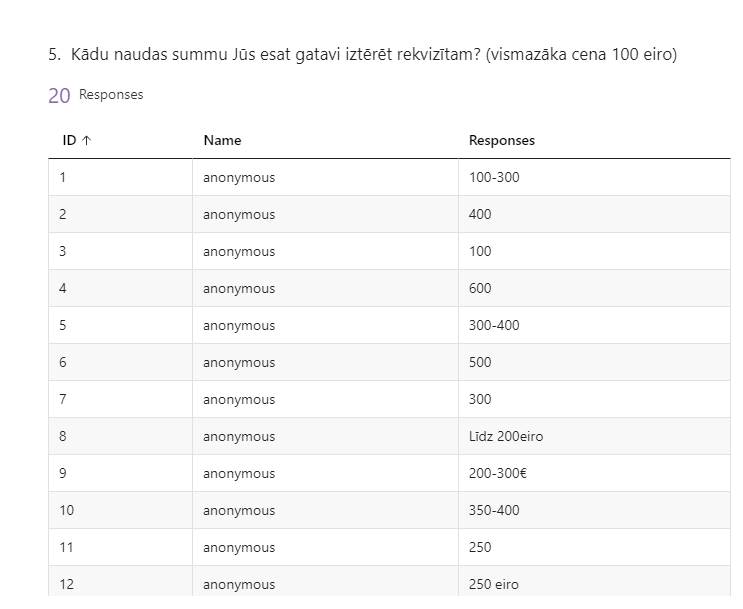 5. Kādu naudas summu Jūs esat gatavi iztērēt rekvizītam? (vismazāka cena 100 eiro)
20 Responses
ID ↑ Name Responses
1 anonymous 100-300
2 anonymous 400
3 anonymous 100
4 anonymous 600
5 anonymous 300-400
6 anonymous 500
7 anonymous 300
8 anonymous Līdz 200eiro
9 anonymous 200-300€
10 anonymous 350-400
11 anonymous 250
12 anonymous 250 eiro